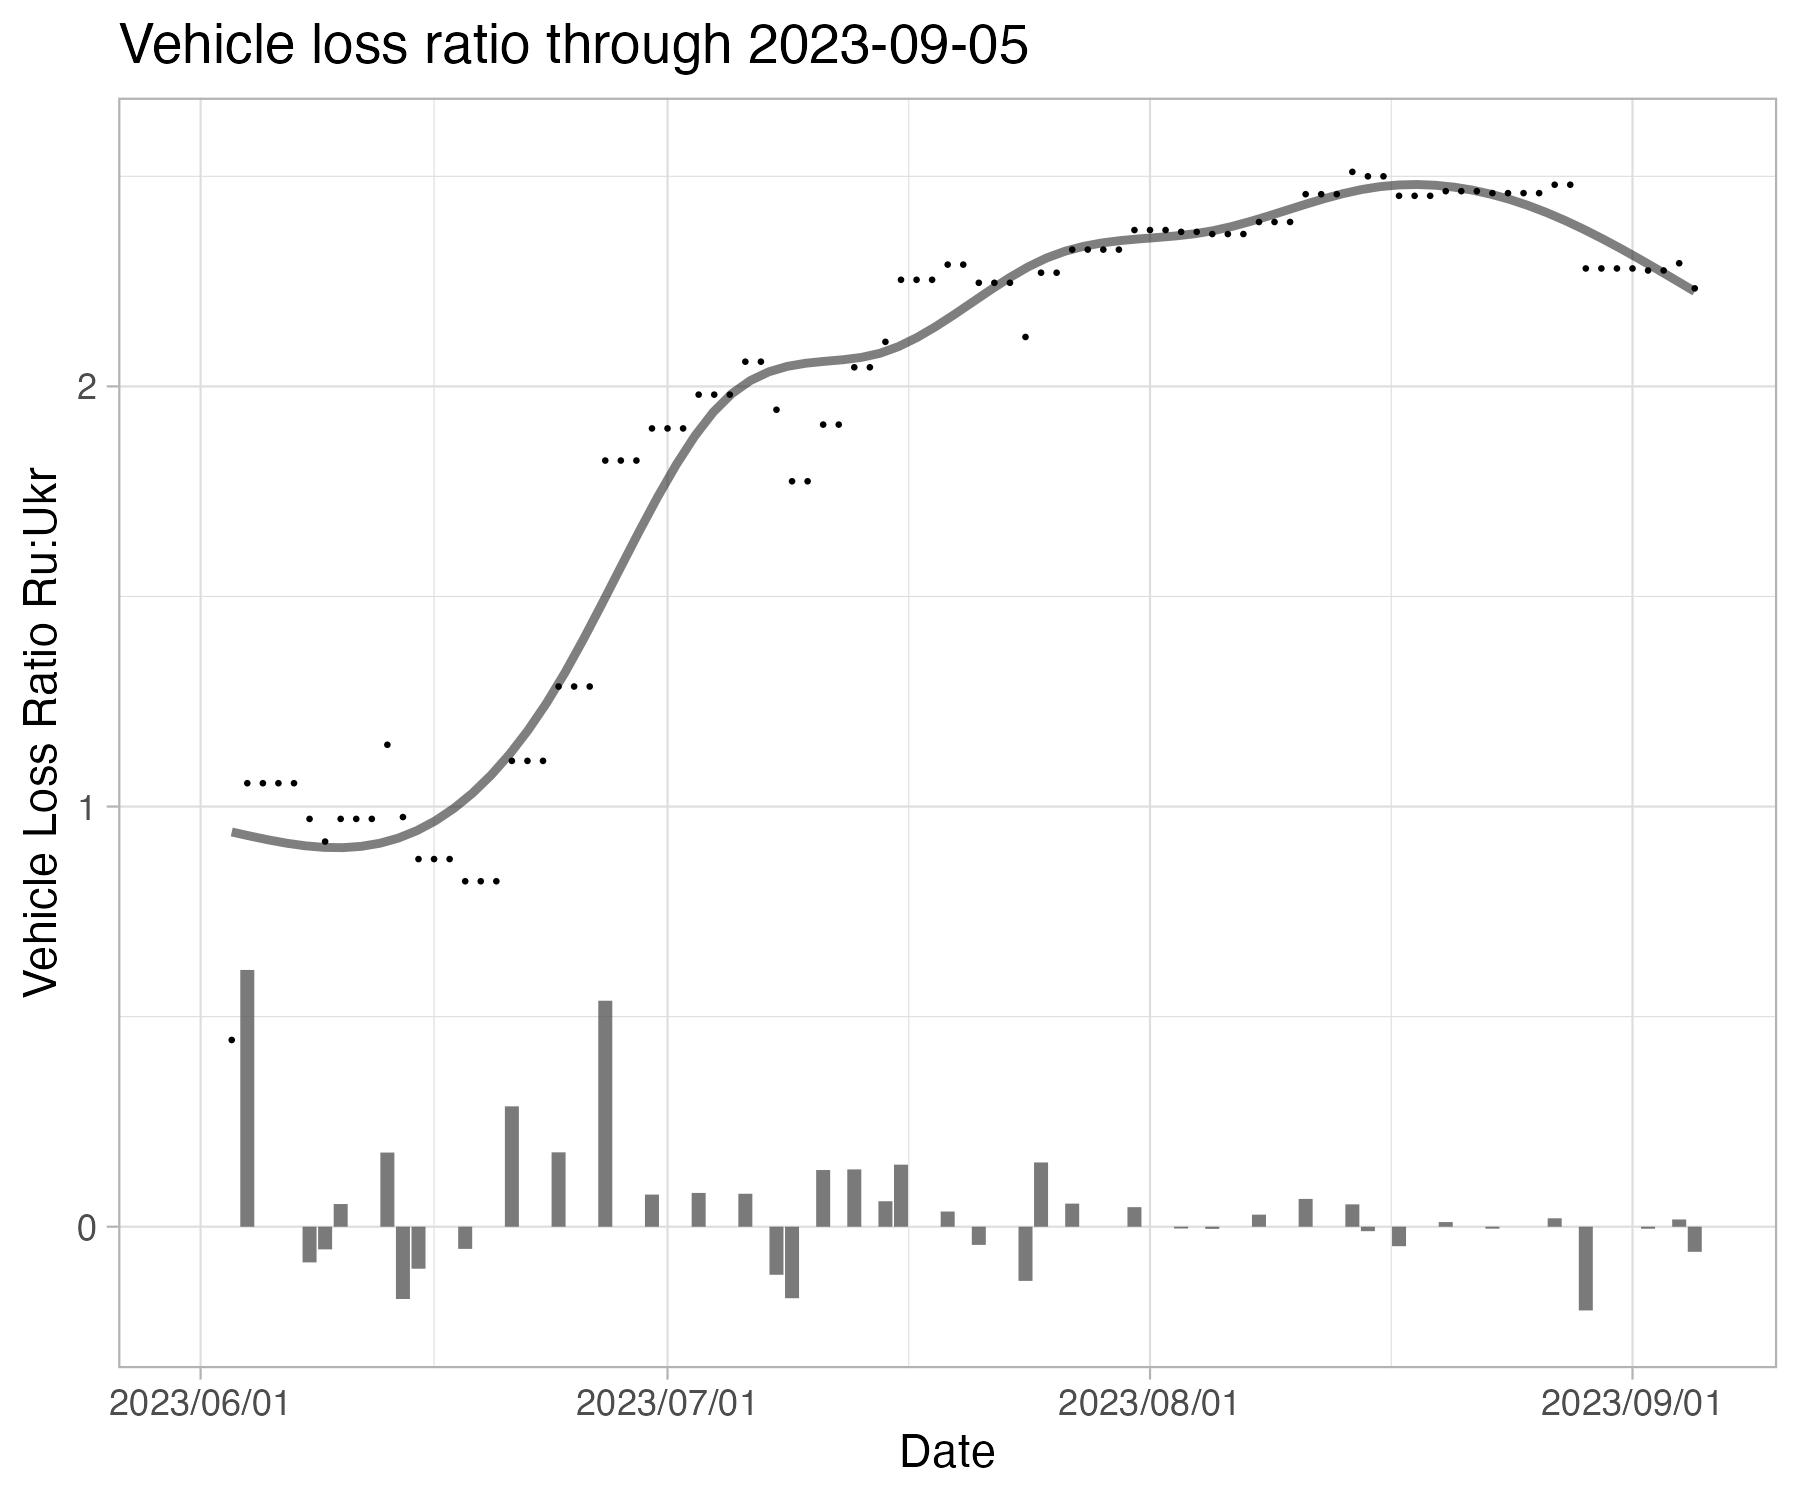 Vehicle loss ratio through 2023-09-05
Vehicle Loss Ratio Ru:Ukr
2
1
0
2023/06/01
2023/07/01
2023/08/01
2023/09/01
Date